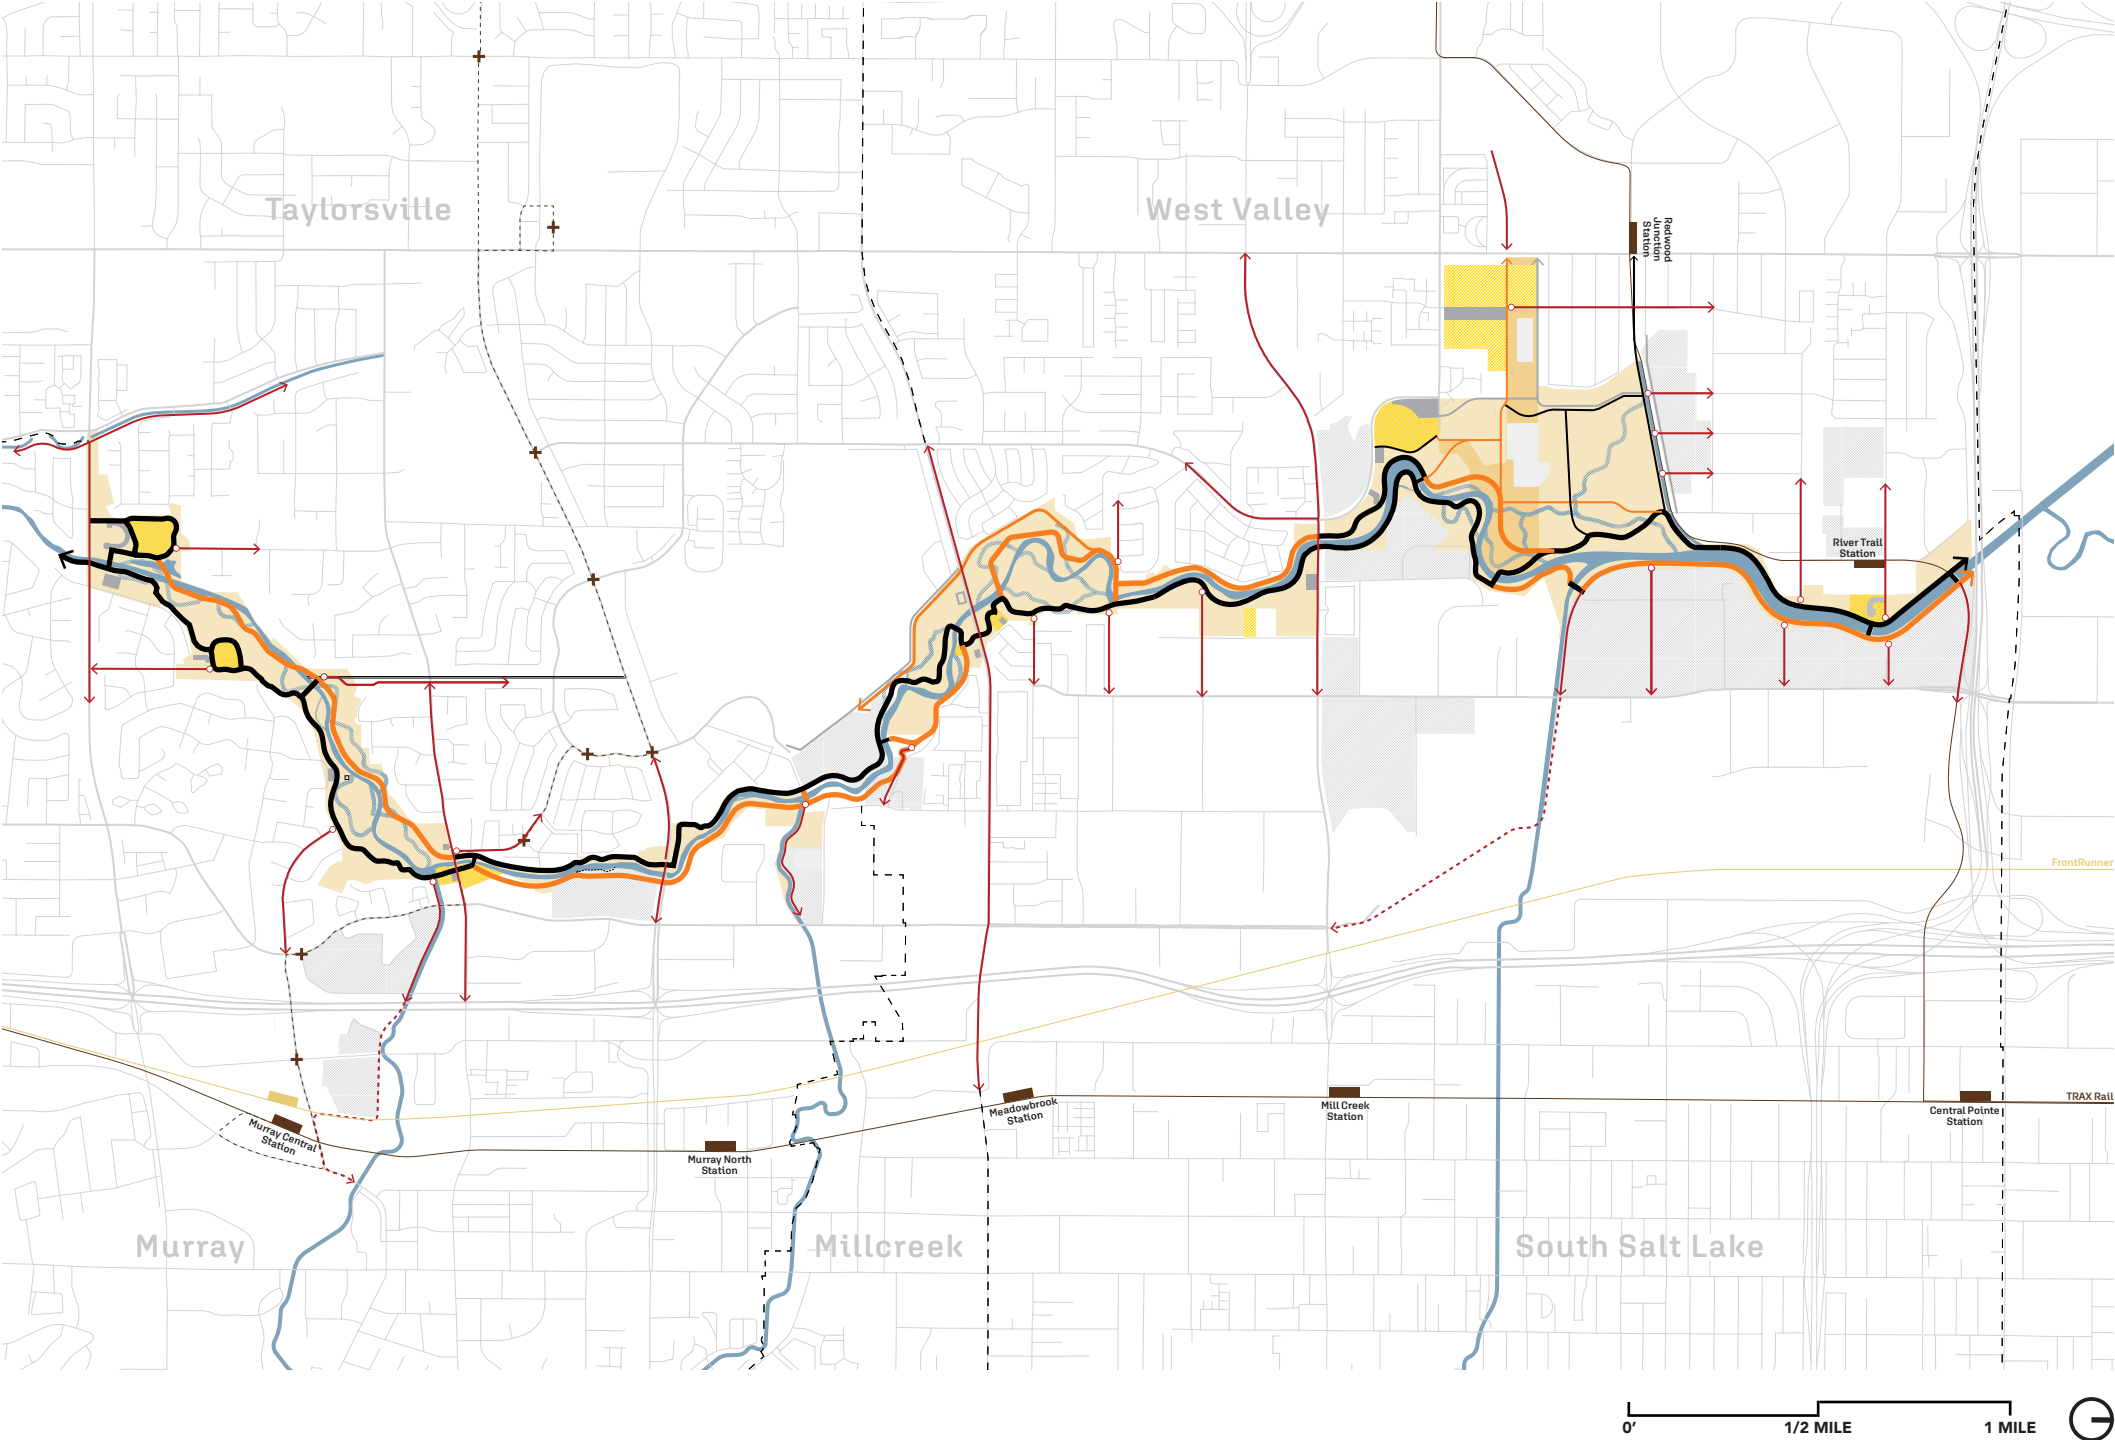 Taylorsville
West Valley
Redwood
Junction
Station
River Trail
Station
FrontRunner
TRAX Rail
Meadowbrook
Station
Mill Creek
Station
Central Pointe
Station
Murray Central
Station
Murray North
Station
Murray
Millcreek
South Salt Lake
0'
1/2 MILE
1 MILE